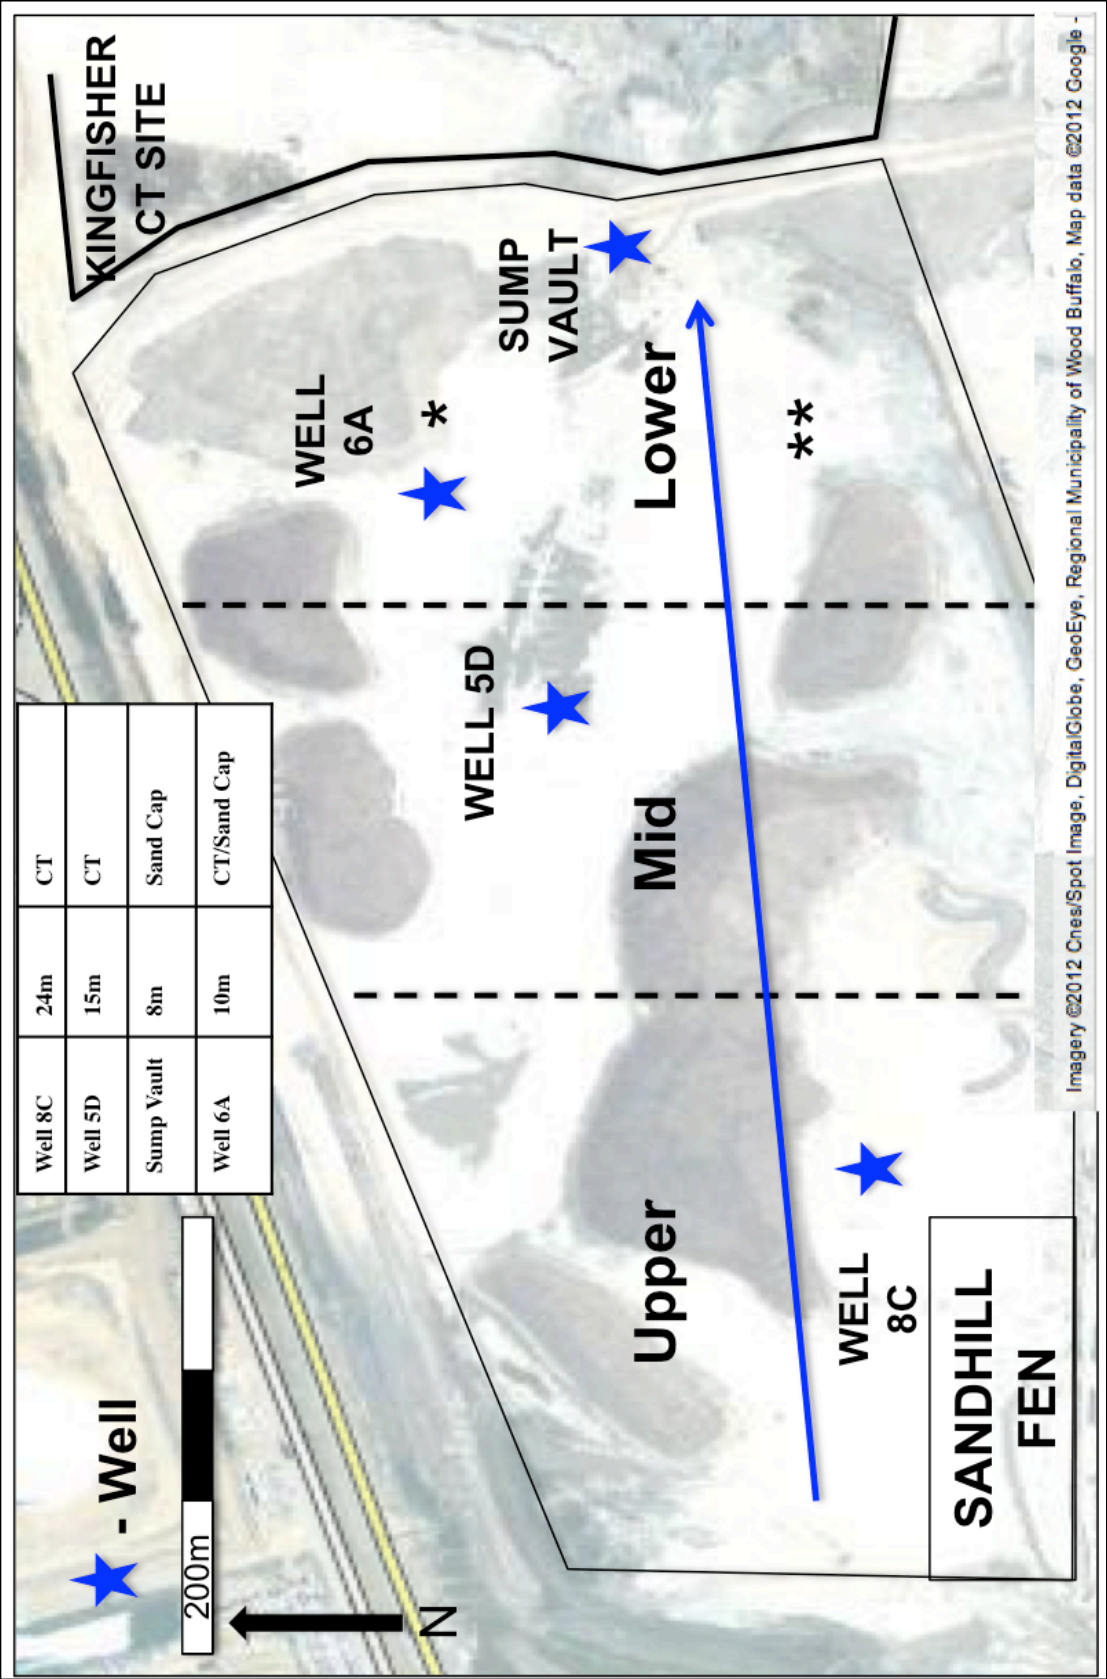 ★ - Well
200m
N
Well 8C 24m CT
Well 5D 15m CT
Sump Vault 8m Sand Cap
Well 6A 10m CT/Sand Cap
KINGFISHER
CT SITE
WELL
6A
*
SUMP
VAULT
WELL 5D
Upper
Mid
Lower
**
WELL
8C
SANDHILL
FEN
Imagery ©2012 Cnes/Spot Image, DigitalGlobe, GeoEye, Regional Municipality of Wood Buffalo, Map data ©2012 Google -